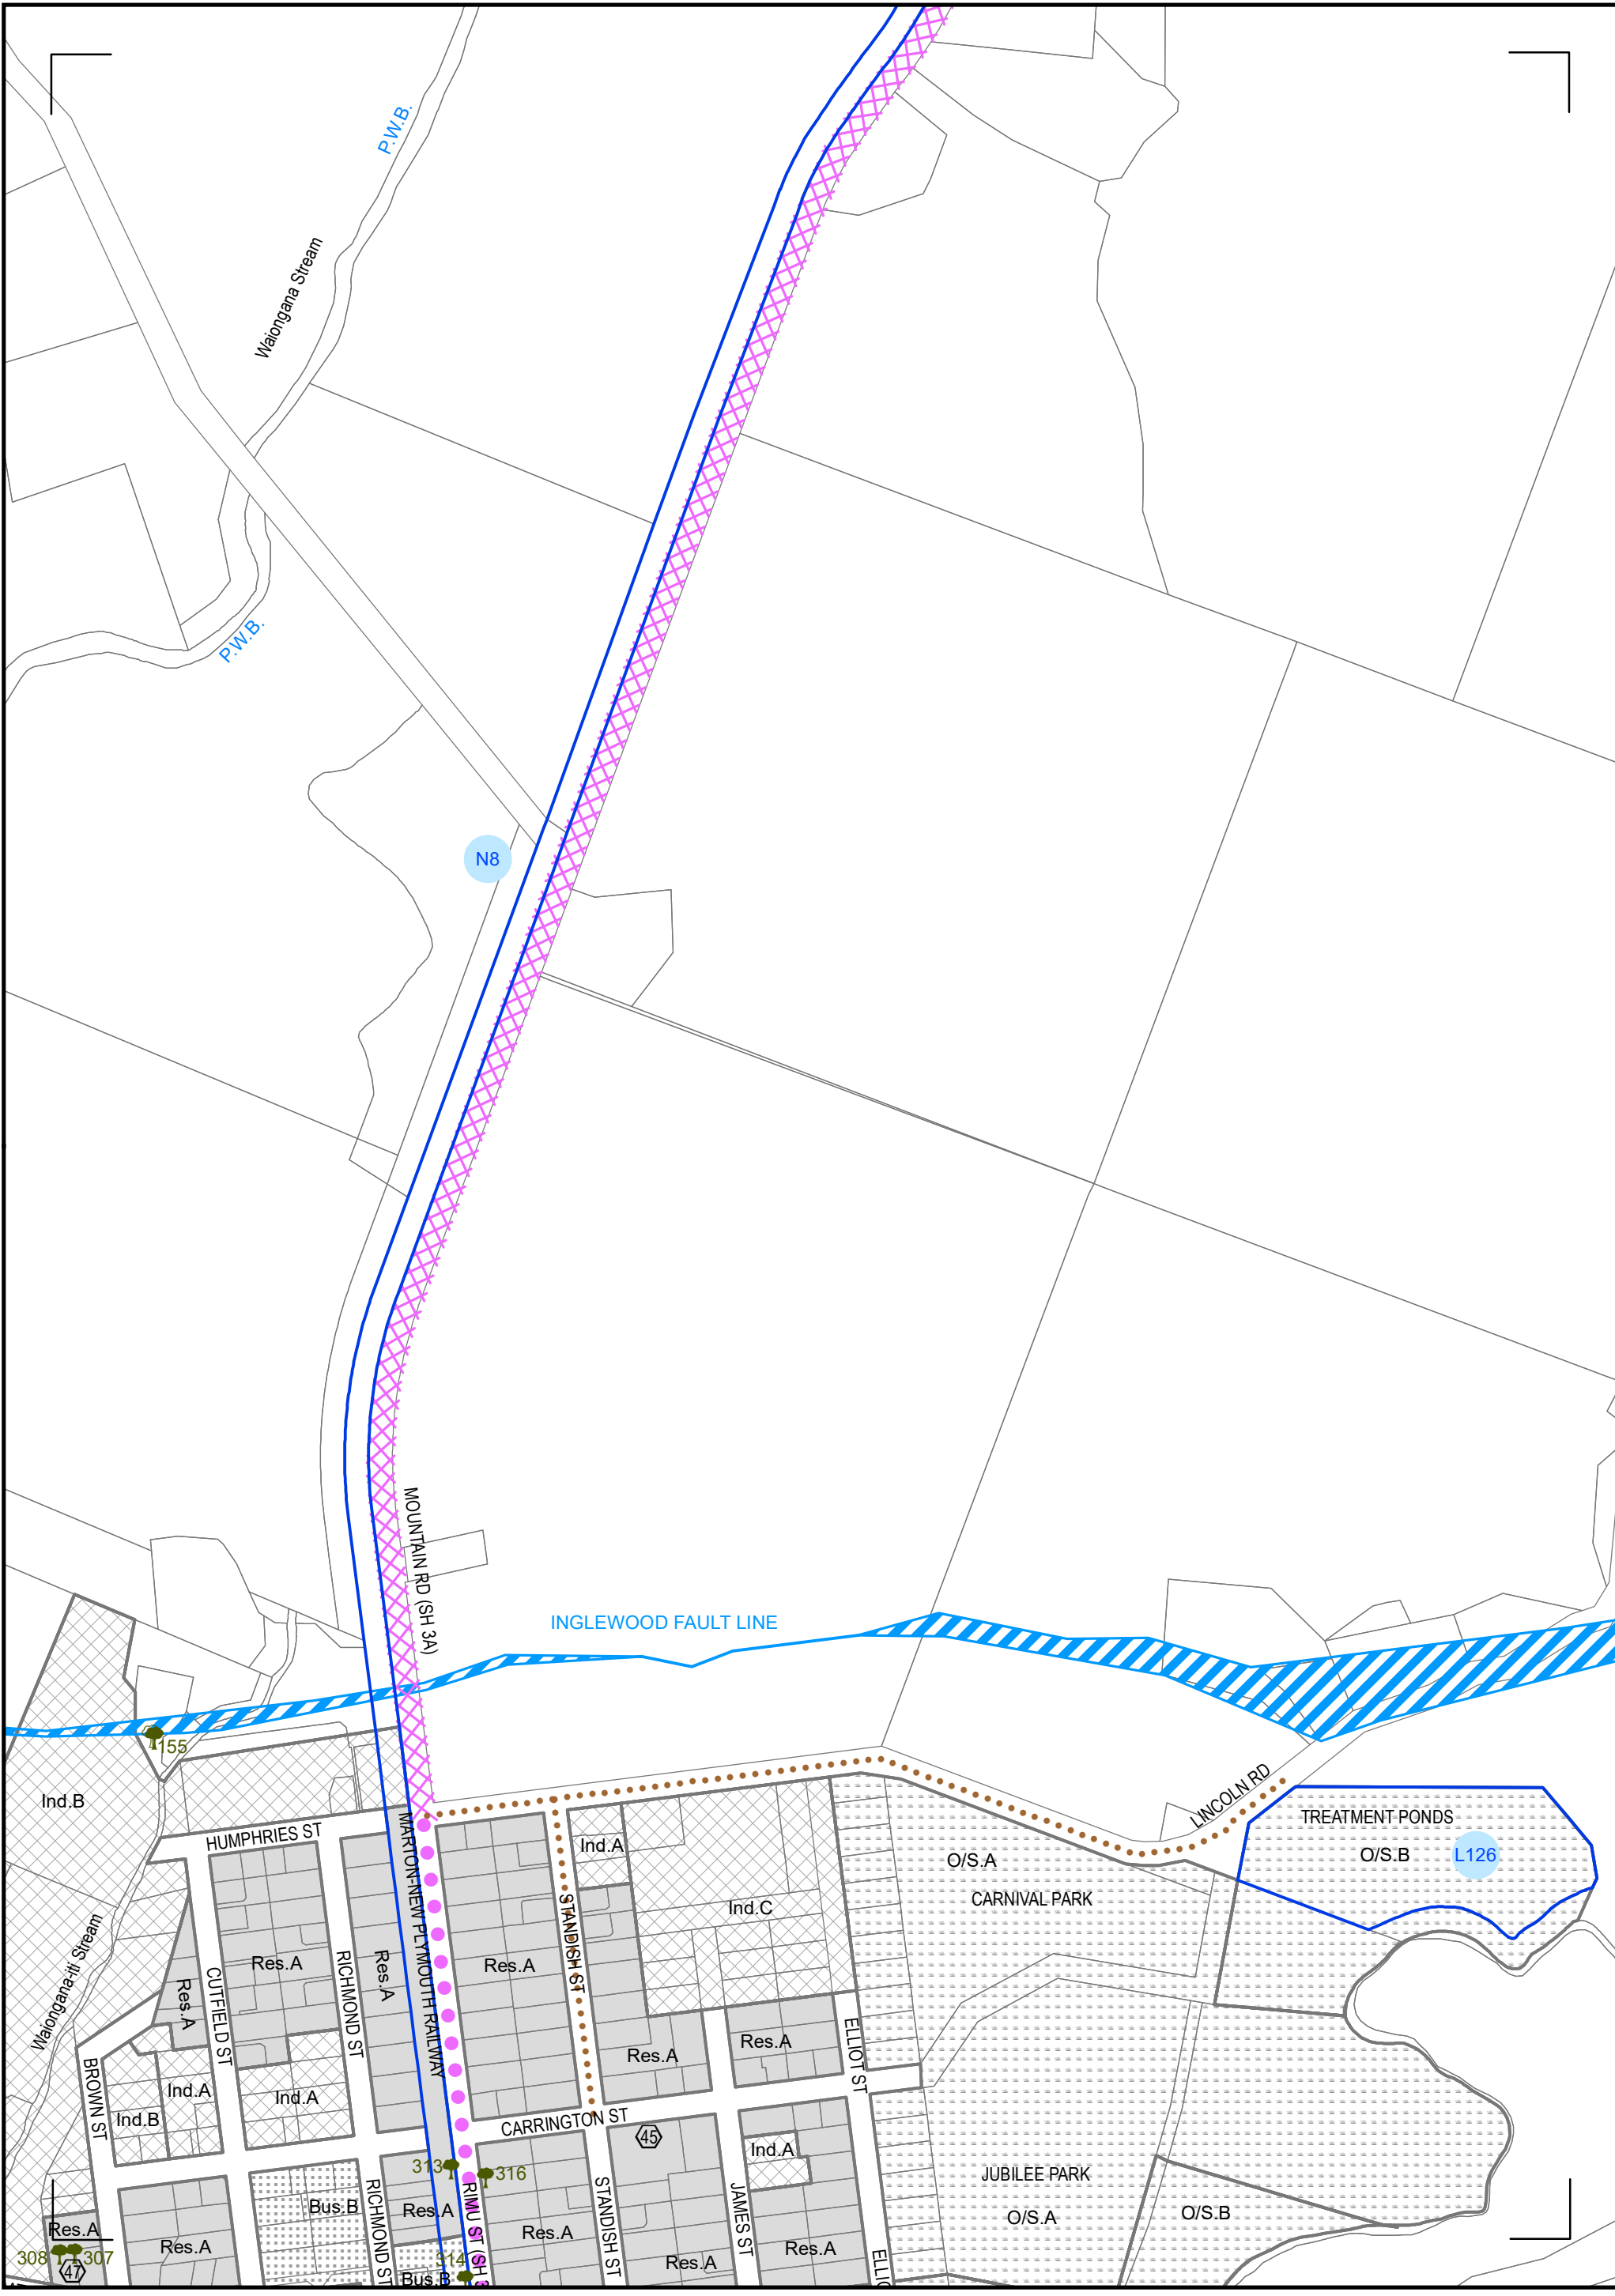 P.W.B.
Waiongana Stream
P.W.B.
N8
MOUNTAIN RD (SH 3A)
INGLEWOOD FAULT LINE
155
Ind.B
LINCOLN RD
TREATMENT PONDS
O/S.B
L126
HUMPHRIES ST
MARTON-NEW PLYMOUTH RAILWAY
Ind.A
O/S.A
CARNIVAL PARK
Ind.C
STANDISH ST
Waiongana-iti Stream
Res.A
Res.A
Res.A
Res.A
CUTFIELD ST
RICHMOND ST
ELLIOT ST
Res.A
Res.A
BROWN ST
Ind.A
Ind.A
Ind.B
CARRINGTON ST
45
Ind.A
313
316
JUBILEE PARK
Bus.B
RICHMOND ST
Res.A
RIMU ST (SH 3
STANDISH ST
JAMES ST
O/S.A
O/S.B
Res.A
Res.A
Res.A
Res.A
Res.A
308
307
47
314
Bus.B
ELLIO